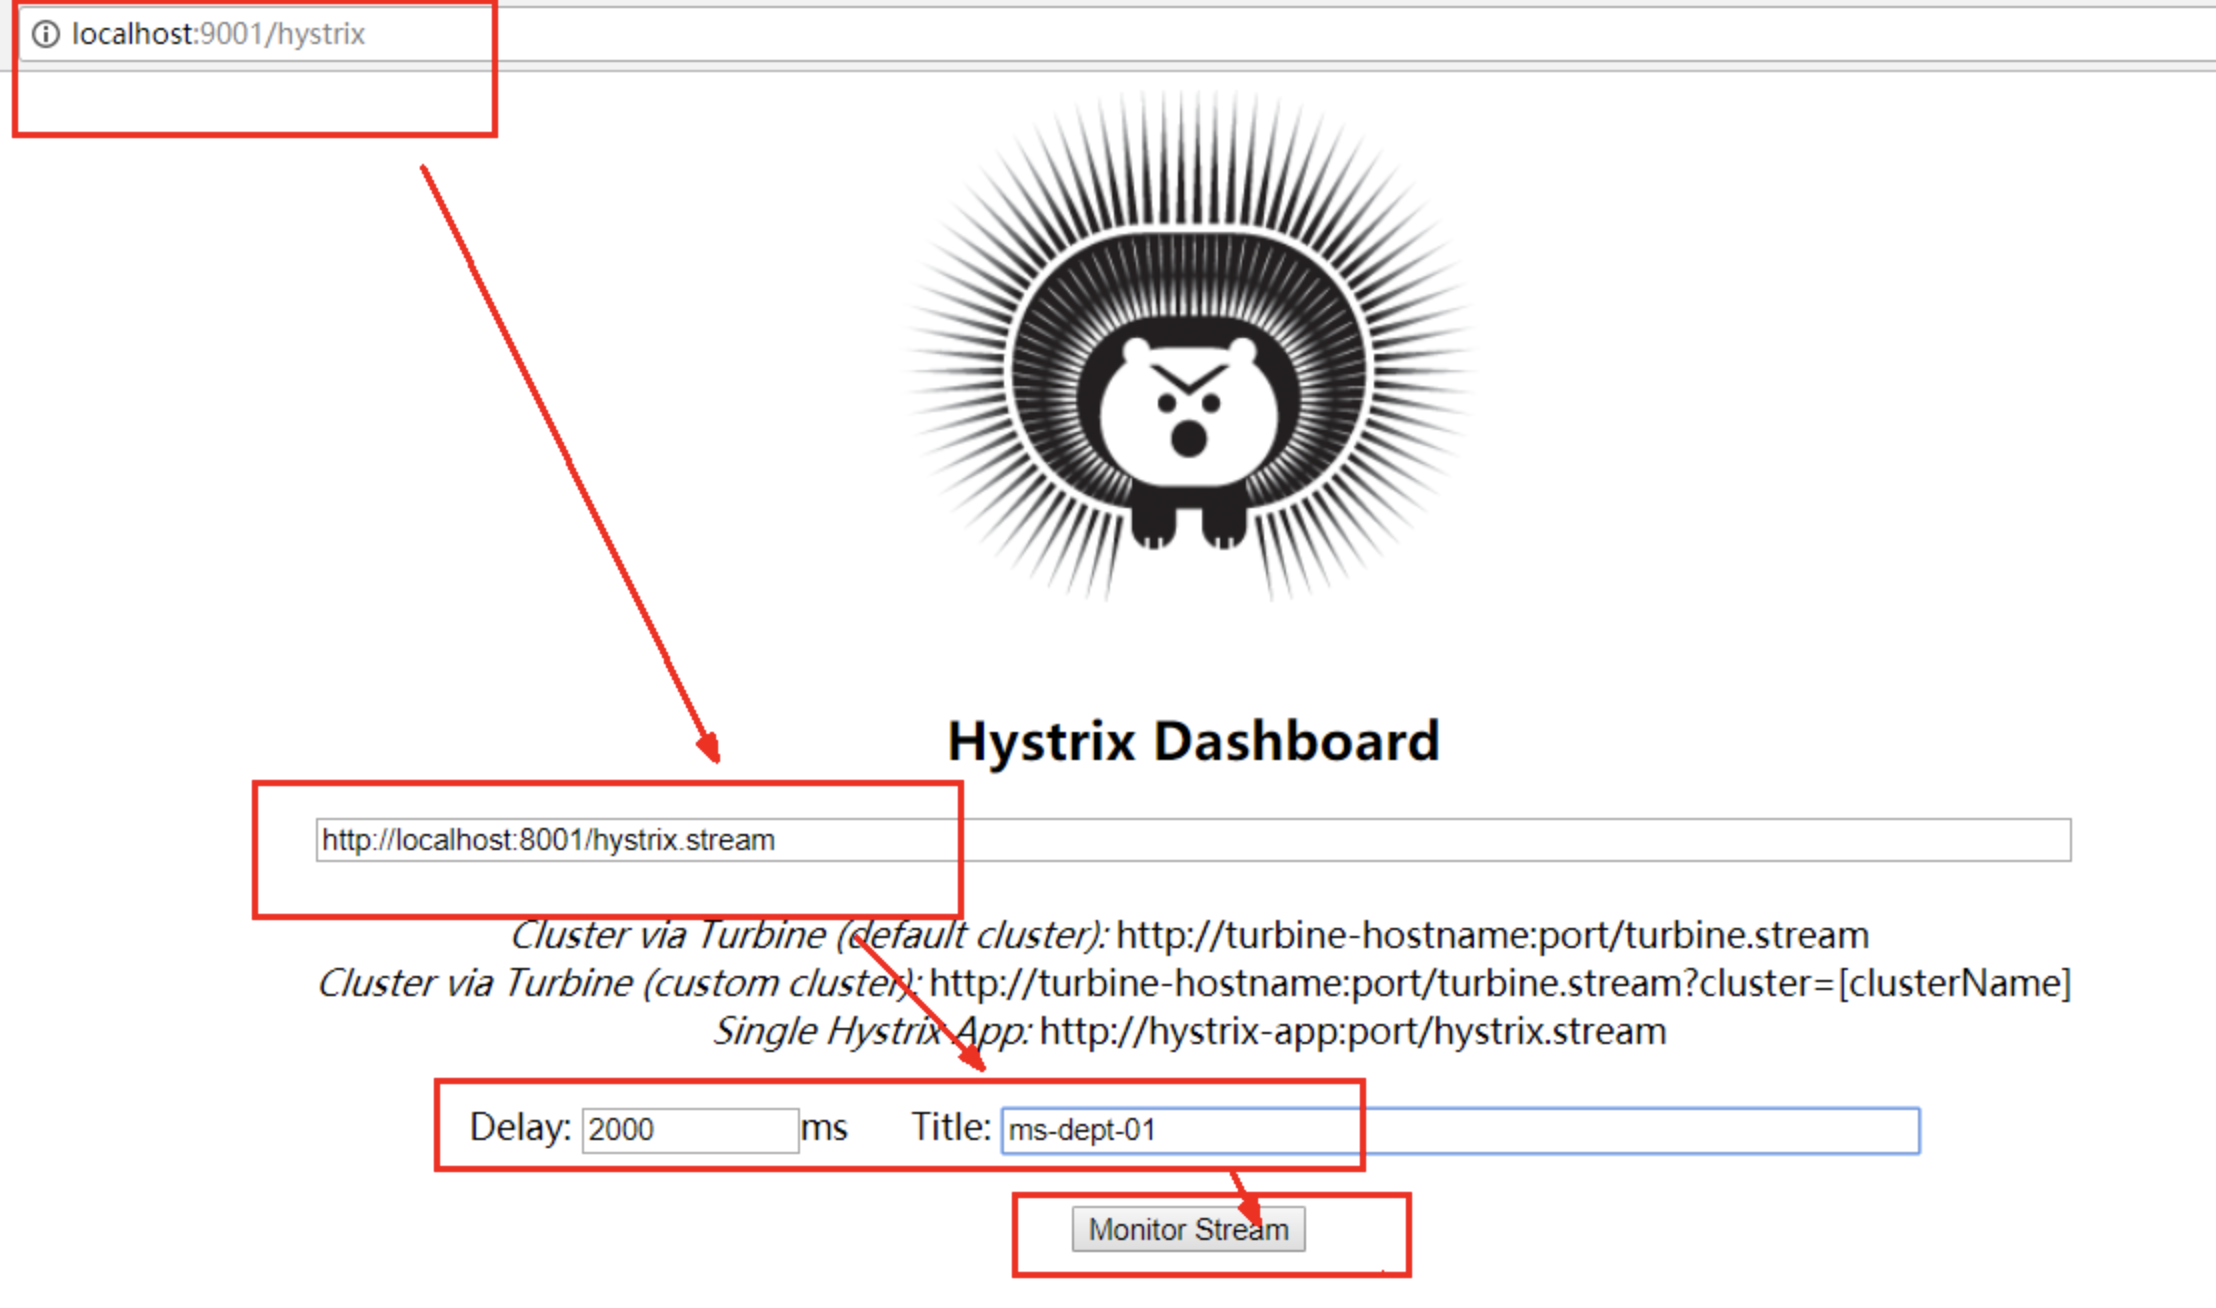 localhost:9001/hystrix
Hystrix Dashboard
http://localhost:8001/hystrix.stream
Cluster via Turbine (default cluster): http://turbine-hostname:port/turbine.stream
Cluster via Turbine (custom cluster): http://turbine-hostname:port/turbine.stream?cluster=[clusterName]
Single Hystrix App: http://hystrix-app:port/hystrix.stream
Delay: 2000 ms Title: ms-dept-01
Monitor Stream